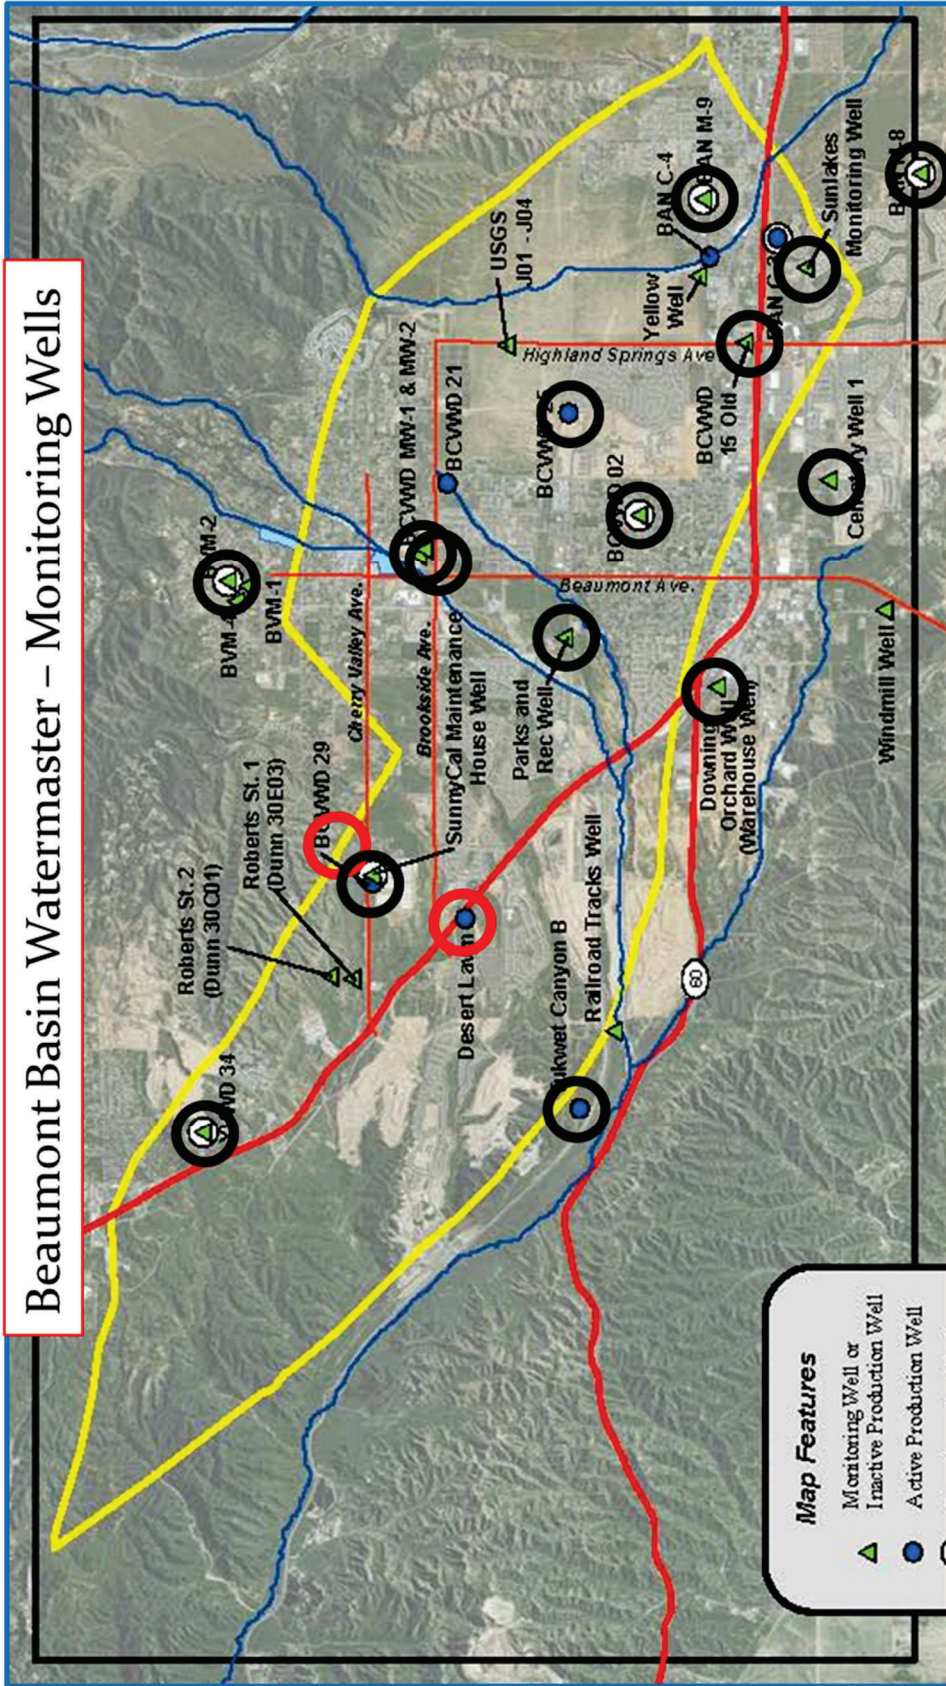 Beaumont Basin Watermaster – Monitoring Wells
BVM-1
Roberts St. 2
(Dunn 30C01)
Roberts St. 1
(Dunn 30E03)
BCVWD 29
Cherry Valley Ave.
Brookside Ave.
SunnyCal Maintenance
House Well
BCVWD MW-1 & MW-2
BCVWD 21
USGS
J01 - J04
Highland Springs Ave
Beaumont Ave.
Desert Lawn
Parks and
Rec Well
Railroad Tracks Well
Yellow
Well
BAN C-4
BAN M-9
BCVWD
15 Old
Sunlakes
Monitoring Well
Cemetery Well 1
Windmill Well
Downing
(Warehouse Well)
60
Map Features
Monitoring Well or
Inactive Production Well
Active Production Well